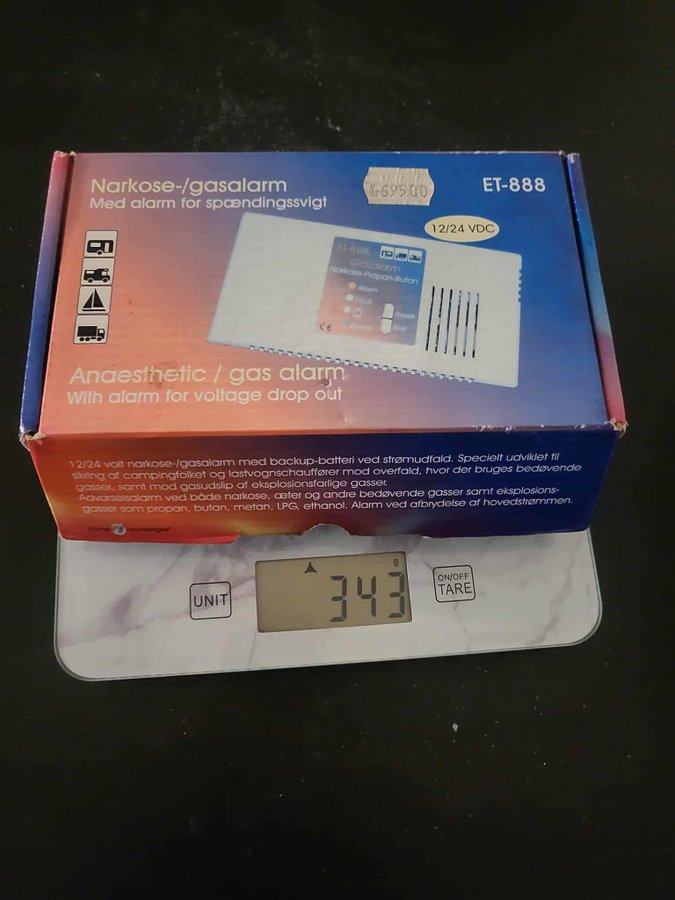 Narkose-/gasalarm
Med alarm for spændingssvigt
Kr 695.00
ET-888
12/24 VDC
ET-888
Gasalarm
Narkose-Propan-Butan
Alarm
Fault
Reset
Test
CE
Anaesthetic / gas alarm
With alarm for voltage drop out
12/24 volt narkose-/gasalarm med backup-batteri ved strømudfald. Specielt udviklet til
sikring af campingfolket og lastvognschauffører mod overfald, hvor der bruges bedøvende
gasser, samt mod gasudslip af eksplosionsfarlige gasser.
Advarselsalarm ved både narkose, æter og andre bedøvende gasser samt eksplosions-
gasser som propan, butan, metan, LPG, ethanol. Alarm ved afbrydelse af hovedstrømmen.
UNIT
343
g
ON/OFF
TARE